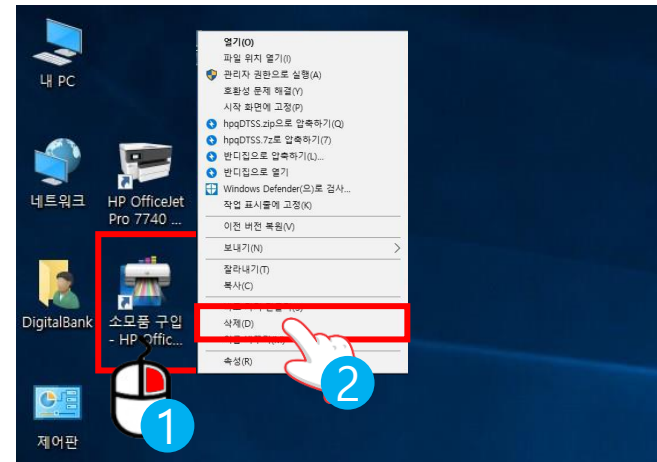 내 PC
네트워크
HP OfficeJet
Pro 7740 ...
DigitalBank
소모품 구입
- HP Offic...
제어판
열기(O)
파일 위치 열기(I)
관리자 권한으로 실행(A)
호환성 문제 해결(Y)
시작 화면에 고정(P)
hpqDTSS.zip으로 압축하기(Q)
hpqDTSS.7z로 압축하기(7)
반디집으로 압축하기(L)...
반디집으로 열기
Windows Defender(으)로 검사...
작업 표시줄에 고정(K)
이전 버전 복원(V)
보내기(N)
잘라내기(T)
복사(C)
삭제(D)
속성(R)
1
2